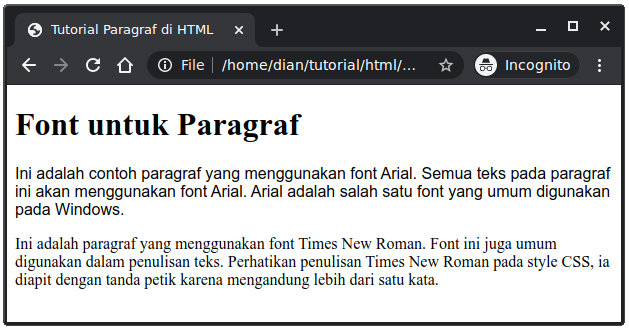 Tutorial Paragraf di HTML
File
/home/dian/tutorial/html/...
Incognito
Font untuk Paragraf
Ini adalah contoh paragraf yang menggunakan font Arial. Semua teks pada paragraf
ini akan menggunakan font Arial. Arial adalah salah satu font yang umum digunakan
pada Windows.
Ini adalah paragraf yang menggunakan font Times New Roman. Font ini juga umum
digunakan dalam penulisan teks. Perhatikan penulisan Times New Roman pada style CSS, ia
diapit dengan tanda petik karena mengandung lebih dari satu kata.